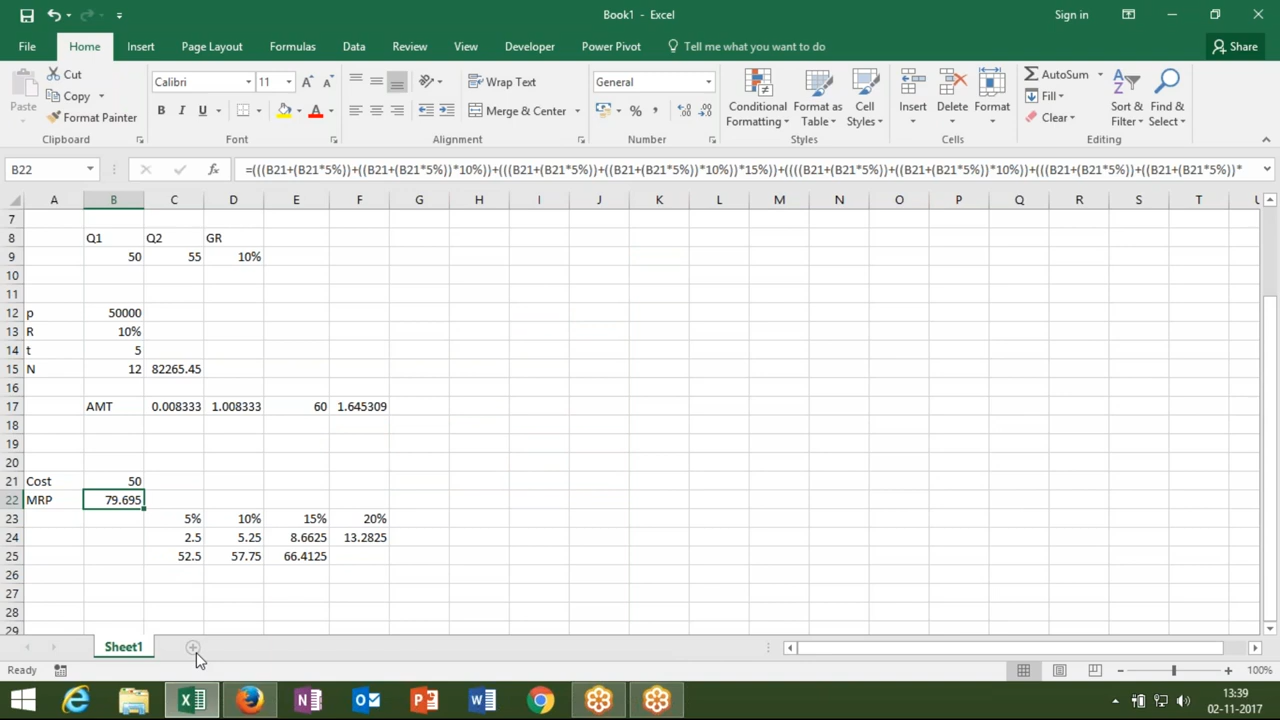 Book1 - Excel
Sign in
File Home Insert Page Layout Formulas Data Review View Developer Power Pivot Tell me what you want to do Share
Paste
Cut
Copy
Format Painter
Calibri 11
B I U
Wrap Text
Merge & Center
General
Conditional Formatting
Format as Table
Cell Styles
Insert
Delete
Format
AutoSum
Fill
Clear
Sort & Filter
Find & Select
Clipboard Font Alignment Number Styles Cells Editing
B22 =(((B21+(B21*5%))+((B21+(B21*5%))*10%))+(((B21+(B21*5%))+((B21+(B21*5%))*10%))*15%))+((((B21+(B21*5%))+((B21+(B21*5%))*10%))+(((B21+(B21*5%))+((B21+(B21*5%))*
A B C D E F G H I J K L M N O P Q R S T U
7
8 Q1 Q2 GR
9 50 55 10%
10
11
12 p 50000
13 R 10%
14 t 5
15 N 12 82265.45
16
17 AMT 0.008333 1.008333 60 1.645309
18
19
20
21 Cost 50
22 MRP 79.695
23 5% 10% 15% 20%
24 2.5 5.25 8.6625 13.2825
25 52.5 57.75 66.4125
26
27
28
29
Sheet1
Ready 100%
13:39
02-11-2017